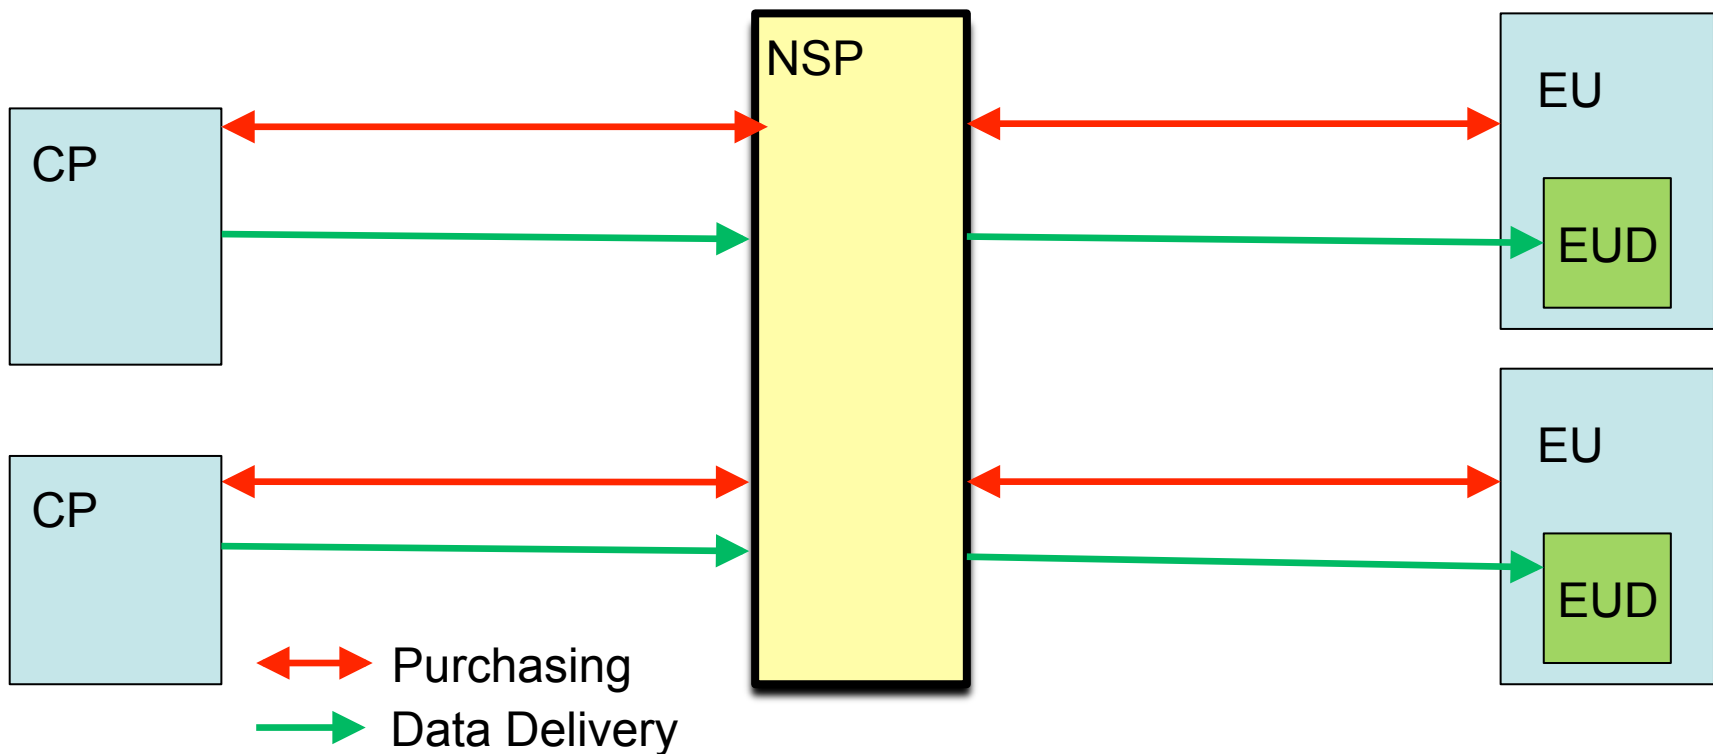 NSP
EU
CP
EUD
EU
CP
EUD
Purchasing
Data Delivery